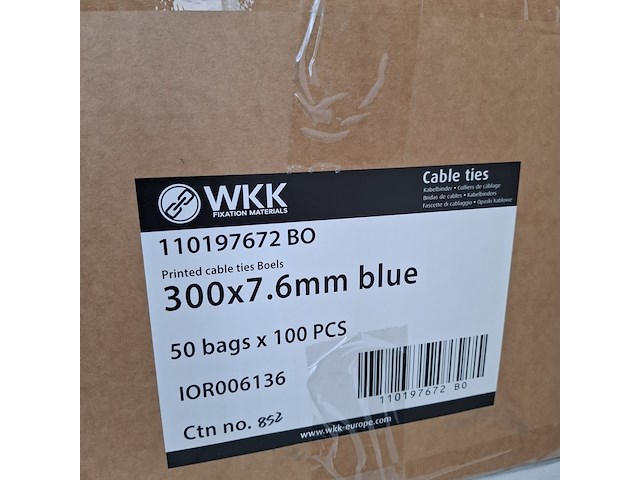 WKK
FIXATION MATERIALS
Cable ties
Kabelbinder • Colliers de câblage
Bridas de cables • Kabelbinders
Fascette di cablaggio • Opaski kablowe
110197672 BO
Printed cable ties Boels
300x7.6mm blue
50 bags x 100 PCS
IOR006136
110197672 BO
Ctn no. 852
www.wkk-europe.com